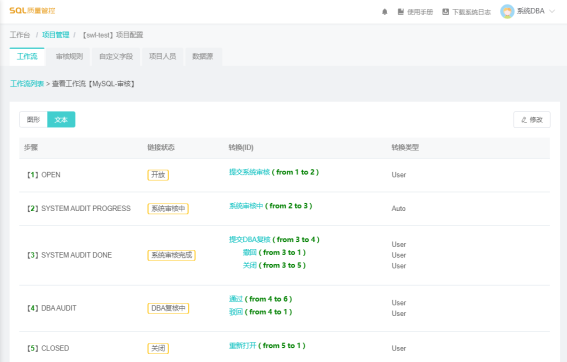 SQL质量管控
使用手册 下载系统日志 系统DBA
工作台 / 项目管理 / 【swl-test】项目配置
工作流 审核规则 自定义字段 项目人员 数据源
工作流列表 > 查看工作流【MySQL-审核】
图形 文本 修改
步骤 链接状态 转换(ID) 转换类型
【1】OPEN 开放 提交系统审核 ( from 1 to 2 ) User
【2】SYSTEM AUDIT PROGRESS 系统审核中 系统审核中 ( from 2 to 3 ) Auto
提交DBA复核 ( from 3 to 4 ) User
【3】SYSTEM AUDIT DONE 系统审核完成 撤回 ( from 3 to 1 ) User
关闭 ( from 3 to 5 ) User
通过 ( from 4 to 6 ) User
【4】DBA AUDIT DBA复核中 驳回 ( from 4 to 1 ) User
【5】CLOSED 关闭 重新打开 ( from 5 to 1 ) User